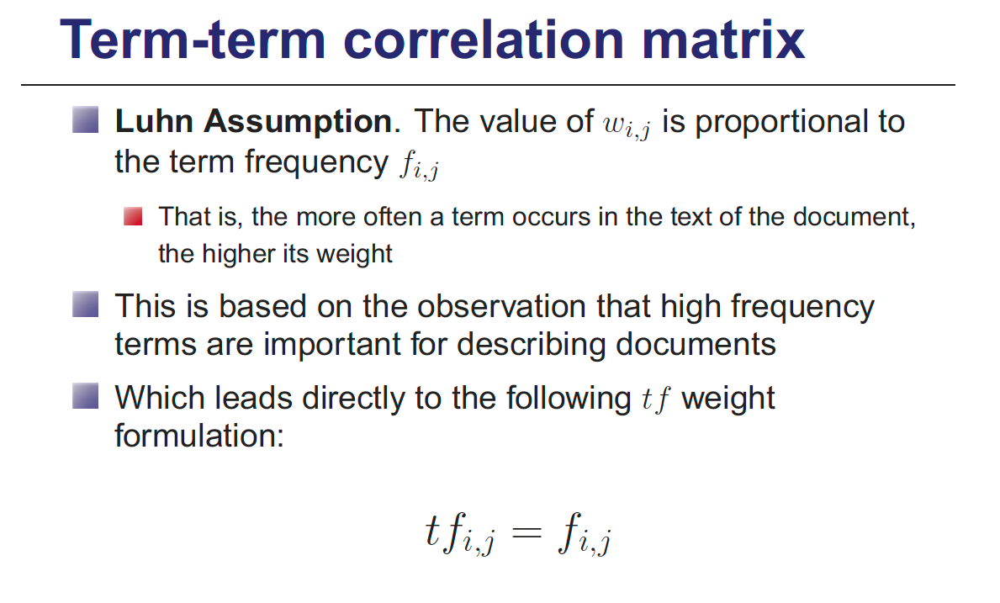 Term-term correlation matrix
Luhn Assumption. The value of w_{i,j} is proportional to
the term frequency f_{i,j}
That is, the more often a term occurs in the text of the document,
the higher its weight
This is based on the observation that high frequency
terms are important for describing documents
Which leads directly to the following tf weight
formulation:
tf_{i,j} = f_{i,j}